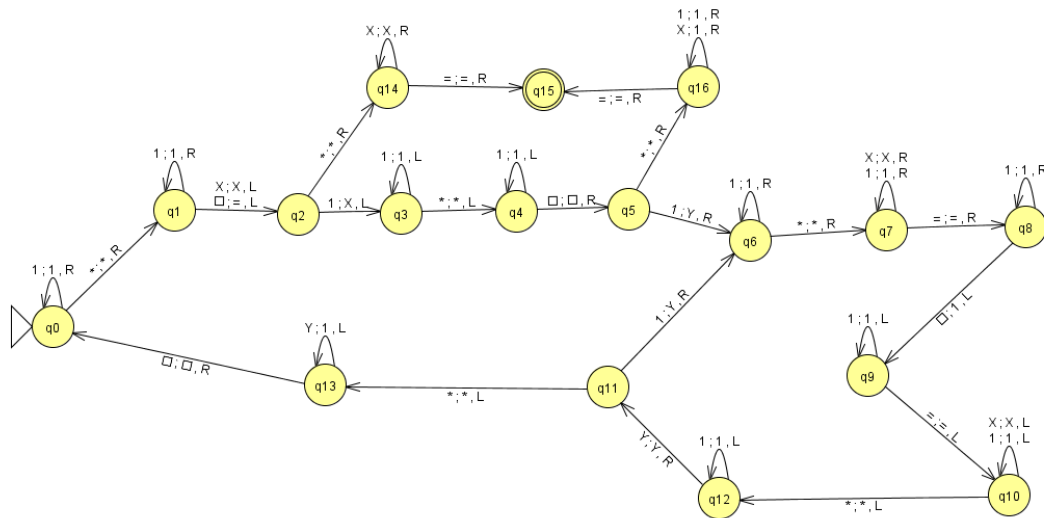 1 ; 1 , R
X ; X , R
X ; 1 , R
q14
= ; = , R
q15
= ; = , R
q16
* ; * , R
* ; * , R
1 ; 1 , R
1 ; 1 , L
1 ; 1 , L
X ; X , R
1 ; 1 , R
1 ; 1 , R
X ; X , L
□ ; = , L
1 ; 1 , R
q1
q2
1 ; X , L
q3
* ; * , L
q4
□ ; □ , R
q5
1 ; Y , R
q6
* ; * , R
q7
= ; = , R
q8
* ; * , R
1 ; 1 , R
q0
□ ; □ , R
Y ; 1 , L
q13
* ; * , L
q11
1 ; Y , R
□ ; 1 , L
1 ; 1 , L
q9
= ; = , L
Y ; Y , R
1 ; 1 , L
q12
* ; * , L
X ; X , L
1 ; 1 , L
q10